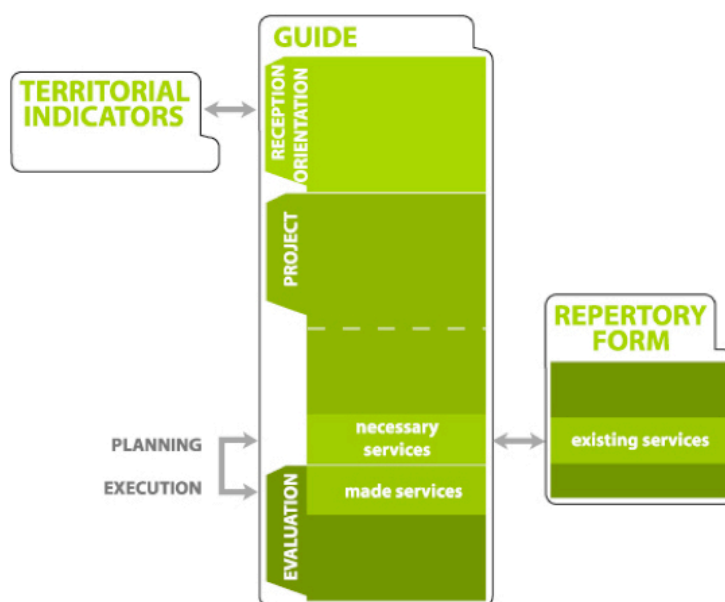 GUIDE
TERRITORIAL
INDICATORS
RECEPTION
ORIENTATION
PROJECT
REPERTORY
FORM
necessary
services
existing services
PLANNING
EXECUTION
made services
EVALUATION